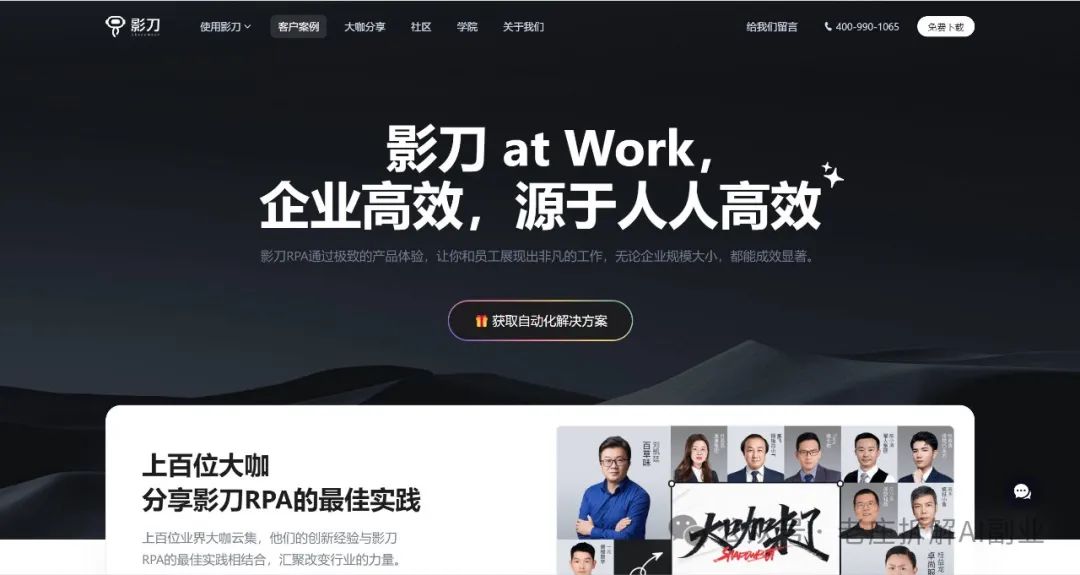 影刀
使用影刀
客户案例
大咖分享
社区
学院
关于我们
给我们留言
400-990-1065
免费下载
影刀 at Work，
企业高效，源于人人高效
影刀RPA通过极致的产品体验，让你和员工展现出非凡的工作，无论企业规模大小，都能成效显著。
获取自动化解决方案
上百位大咖
分享影刀RPA的最佳实践
上百位业界大咖云集，他们的创新经验与影刀
RPA的最佳实践相结合，汇聚改变行业的力量。
百草味
大咖来了
SHADOWBOT
老庄拆解AI副业